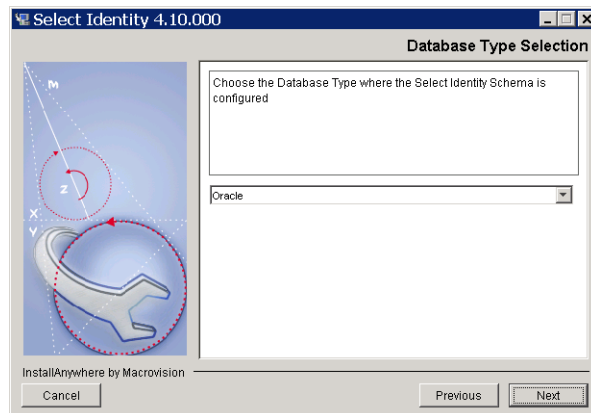 Select Identity 4.10.000
Database Type Selection
Choose the Database Type where the Select Identity Schema is
configured
Oracle
M
Z
X
Y
InstallAnywhere by Macrovision
Cancel
Previous
Next